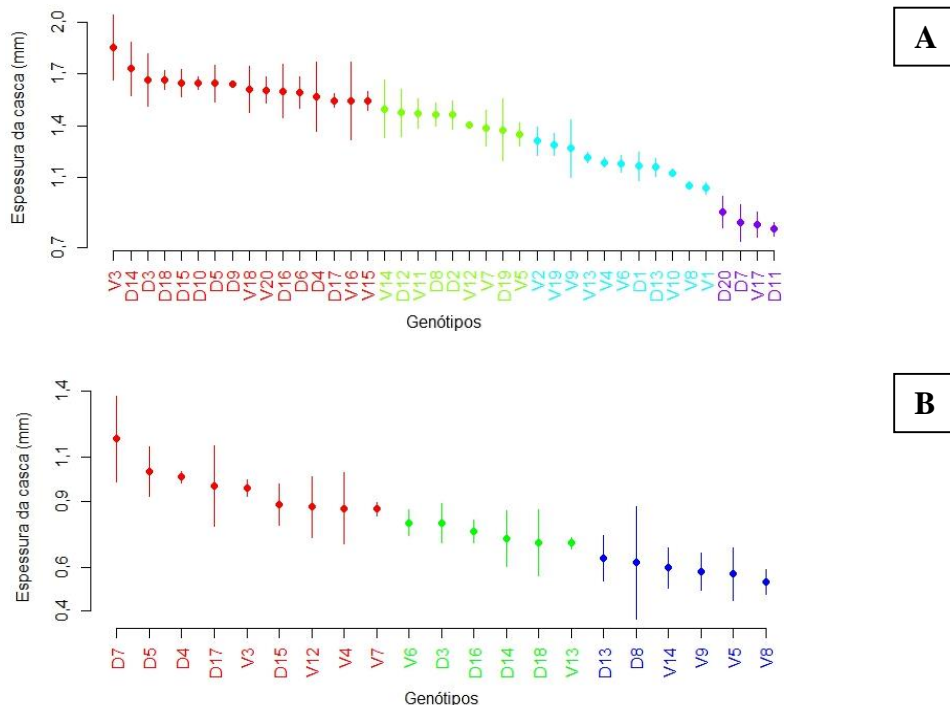 A
Espessura da casca (mm)
2,0
1,7
1,4
1,1
0,7
V3 D14 D3 D18 D15 D10 D5 D9 V18 V20 D16 D6 D4 D17 V16 V15 V14 D12 V11 D8 D2 V12 V7 D19 V5 V2 V19 V9 V13 V4 V6 D1 D13 V10 V8 V1 D20 D7 V17 D11
Genótipos
B
Espessura da casca (mm)
1,4
1,1
0,9
0,6
0,4
D7 D5 D4 D17 V3 D15 V12 V4 V7 V6 D3 D16 D14 D18 V13 D13 D8 V14 V9 V5 V8
Genótipos